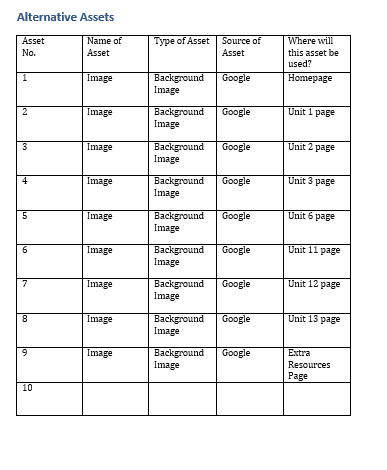 Alternative Assets
Asset No. Name of Asset Type of Asset Source of Asset Where will this asset be used?
1 Image Background Image Google Homepage
2 Image Background Image Google Unit 1 page
3 Image Background Image Google Unit 2 page
4 Image Background Image Google Unit 3 page
5 Image Background Image Google Unit 6 page
6 Image Background Image Google Unit 11 page
7 Image Background Image Google Unit 12 page
8 Image Background Image Google Unit 13 page
9 Image Background Image Google Extra Resources Page
10